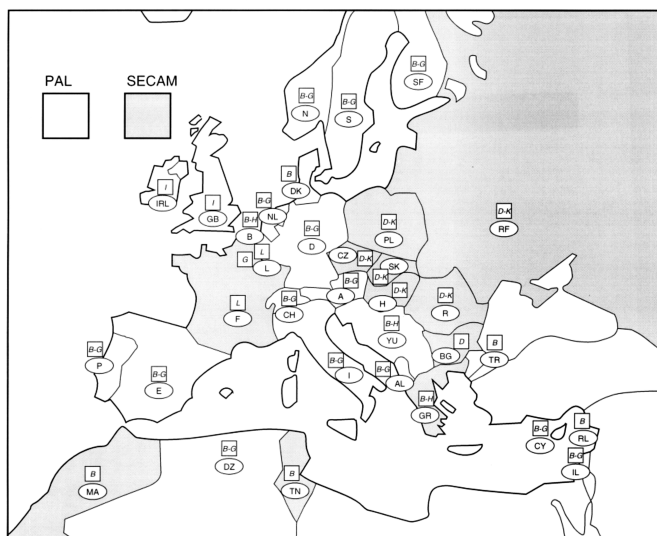 PAL
SECAM
B-G
SF
B-G
N
B-G
S
I
IRL
I
GB
B
DK
B-G
NL
B-H
B
B-G
D
D-K
PL
D-K
RF
G
L
L
CZ
D-K
SK
D-K
B-G
A
D-K
H
D-K
R
L
F
B-G
CH
B-H
YU
D
BG
B
TR
B-G
P
B-G
E
B-G
I
B-G
AL
B-H
GR
B-G
CY
B
RL
B-G
IL
B
MA
B-G
DZ
B
TN